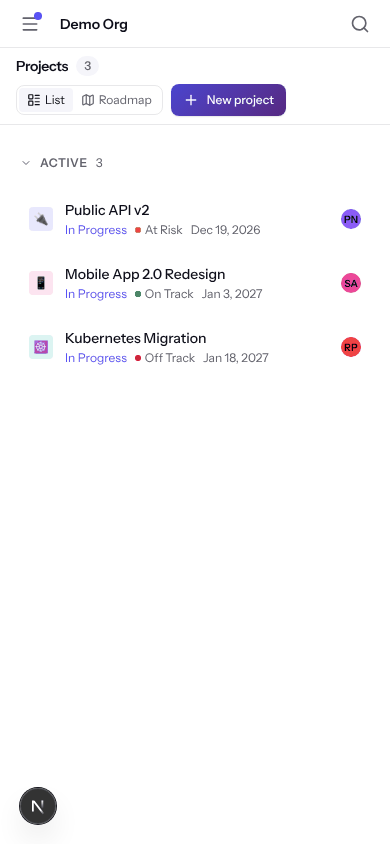 Demo Org
Projects 3
List Roadmap New project
ACTIVE 3
Public API v2
In Progress At Risk Dec 19, 2026
PN
Mobile App 2.0 Redesign
In Progress On Track Jan 3, 2027
SA
Kubernetes Migration
In Progress Off Track Jan 18, 2027
RP
N